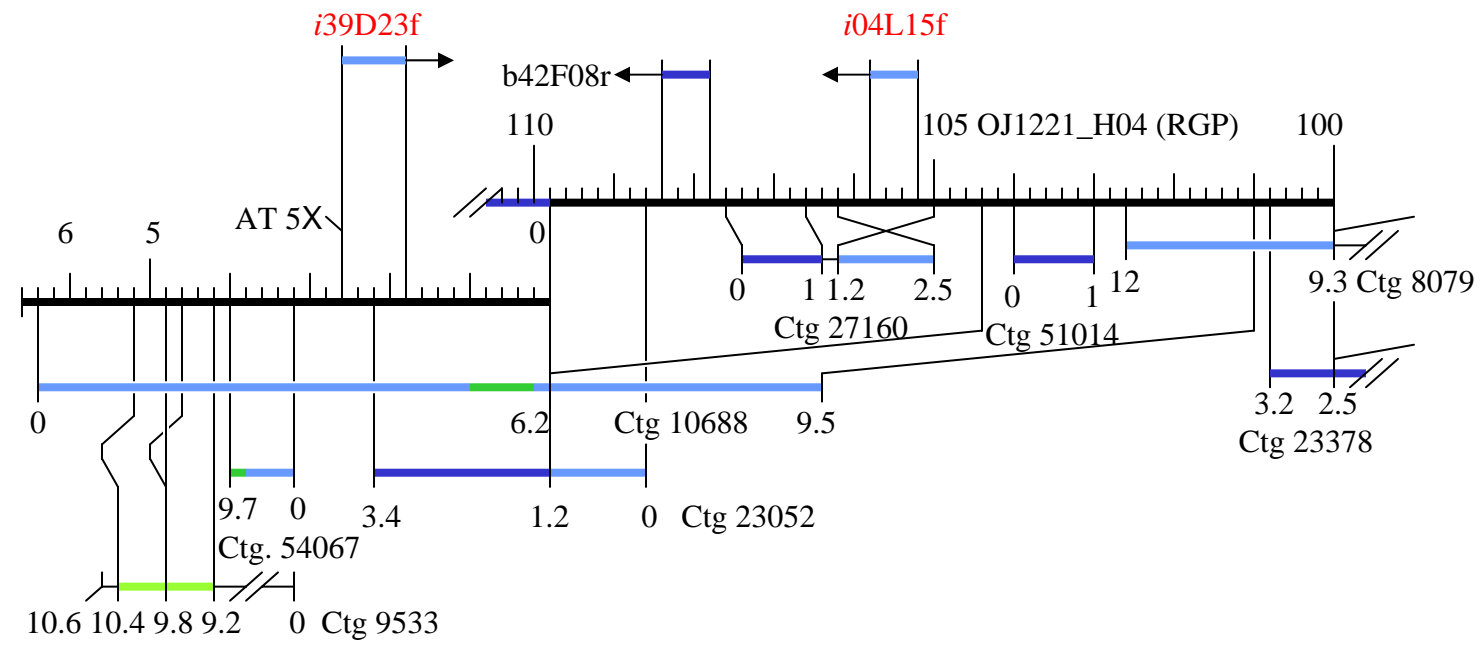 i39D23f
i04L15f
b42F08r
110
105 OJ1221_H04 (RGP)
100
AT 5X
6
5
0
0
1
1.2
2.5
Ctg 27160
0
1
Ctg 51014
12
9.3 Ctg 8079
0
6.2
Ctg 10688
9.5
3.2
2.5
Ctg 23378
9.7
0
Ctg. 54067
3.4
1.2
0
Ctg 23052
10.6
10.4
9.8
9.2
0
Ctg 9533